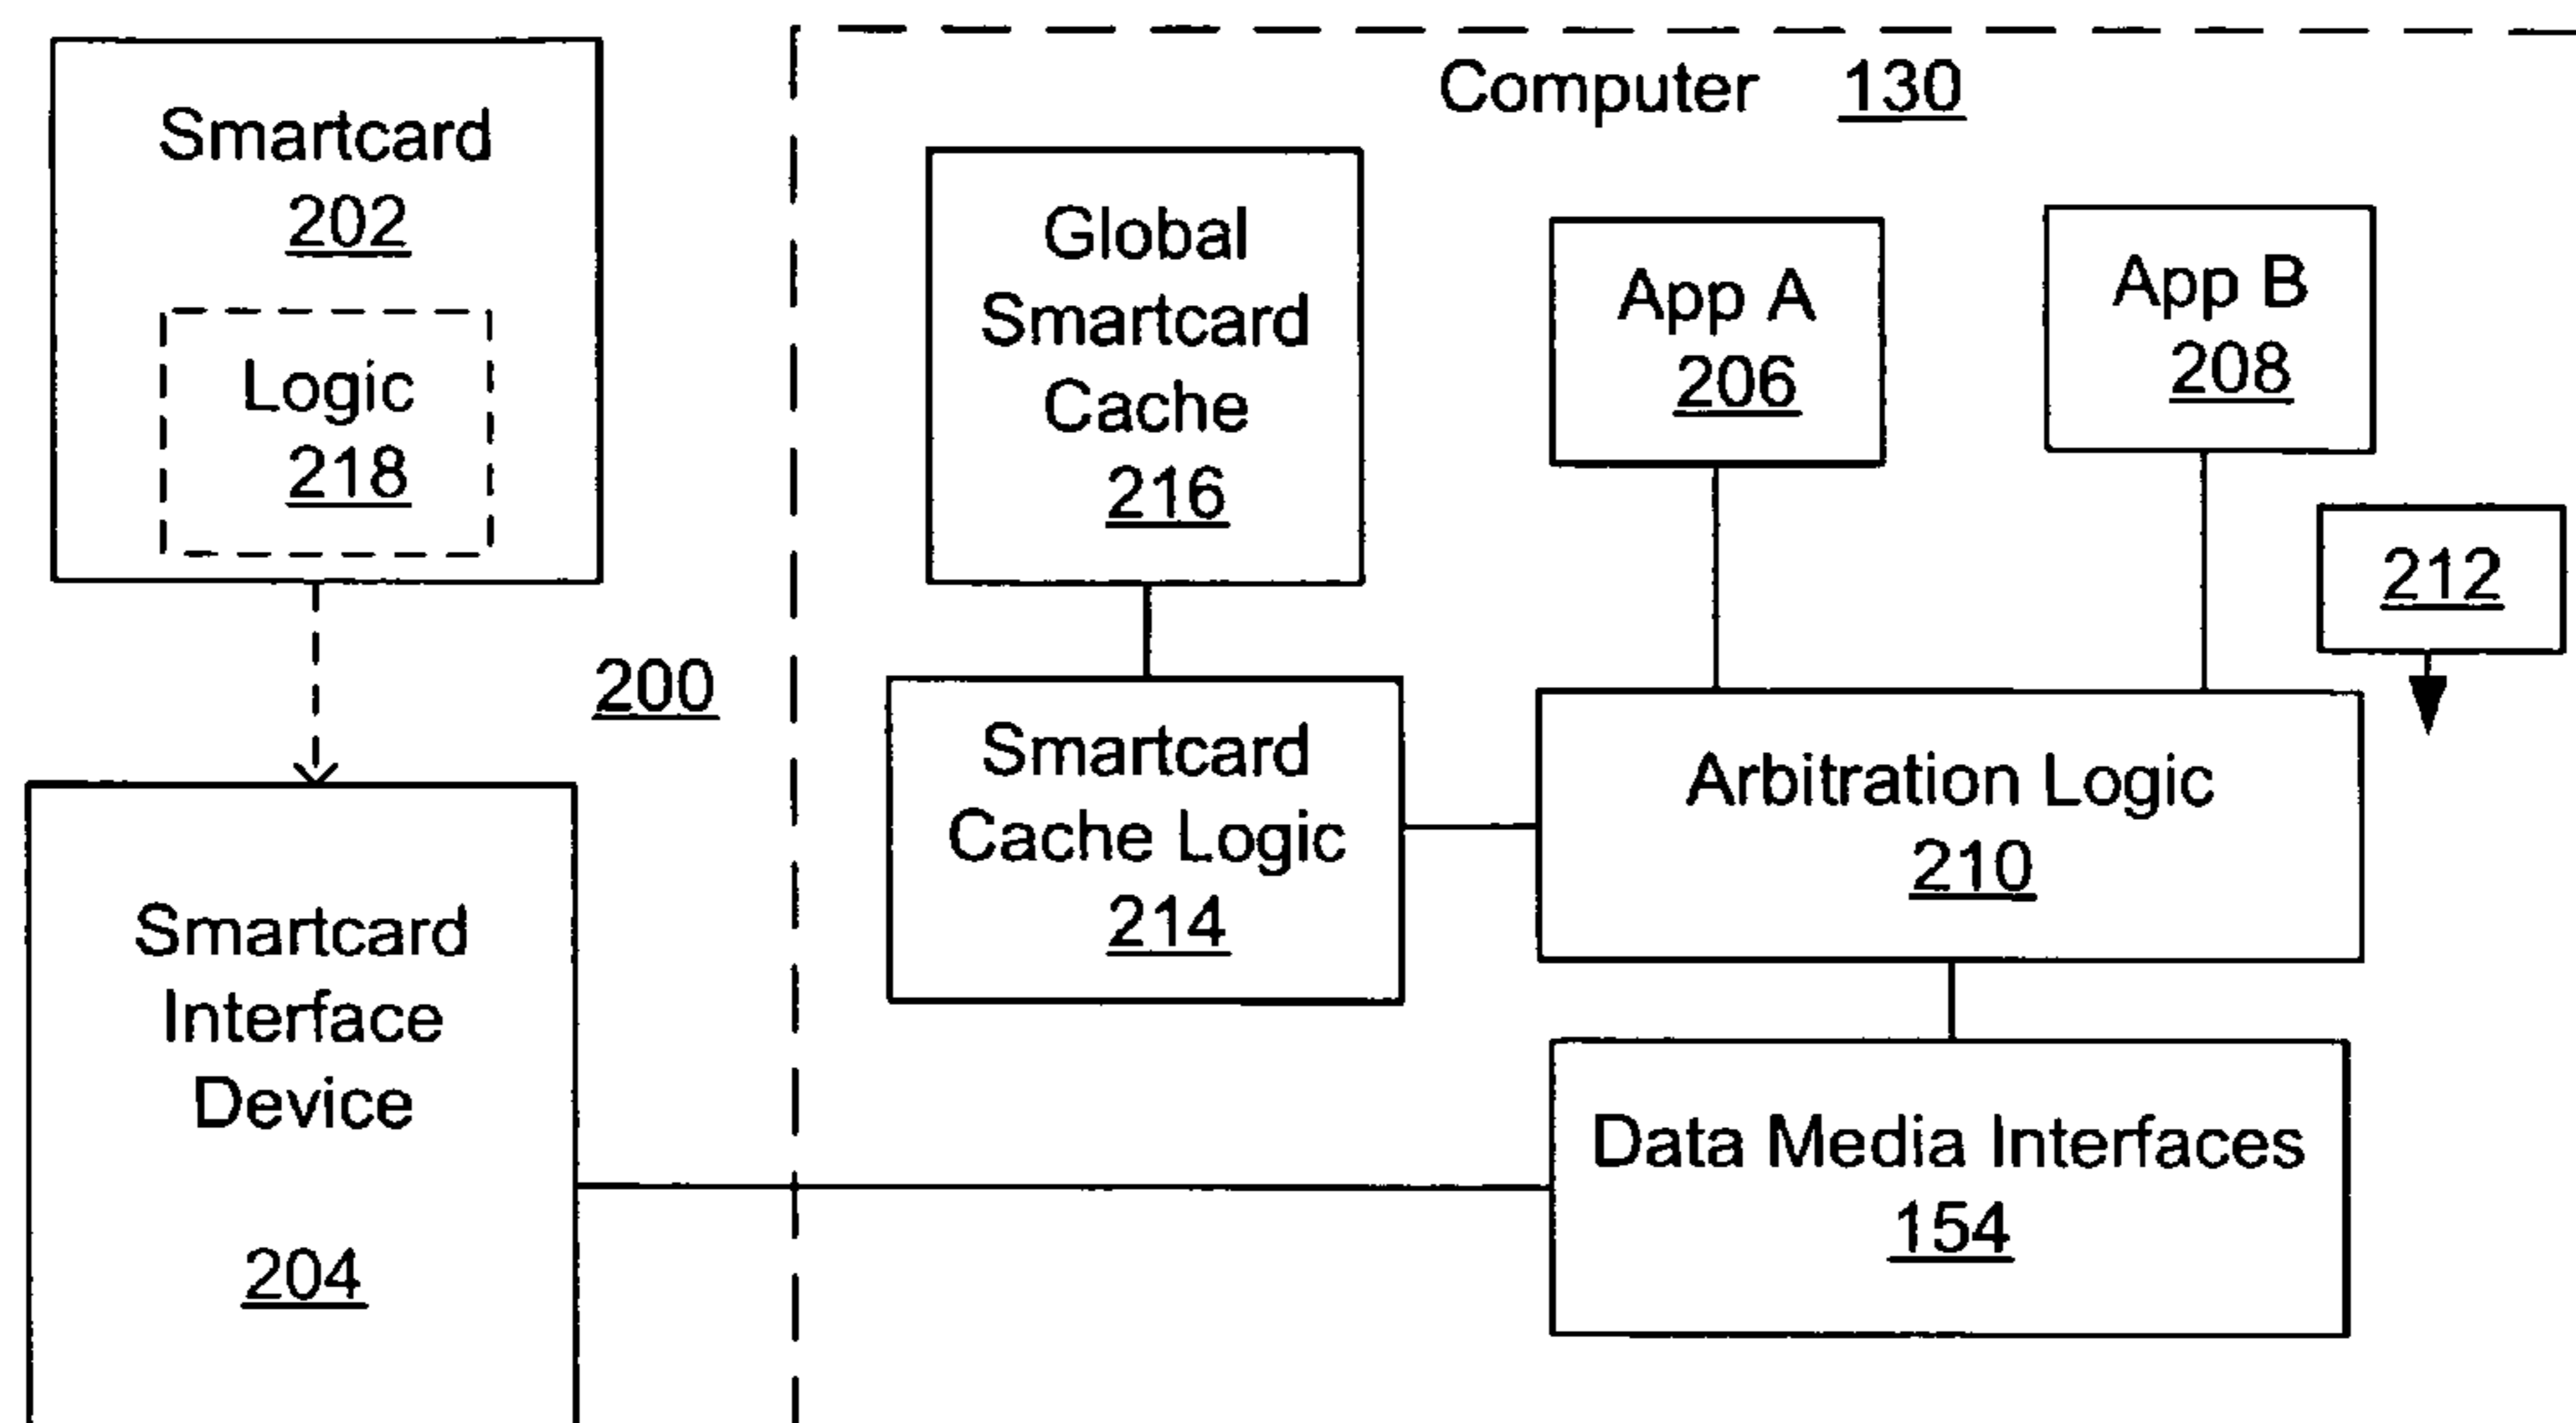 Smartcard
202
Logic
218
200
Smartcard
Interface
Device
204
Computer 130
Global
Smartcard
Cache
216
App A
206
App B
208
212
Smartcard
Cache Logic
214
Arbitration Logic
210
Data Media Interfaces
154